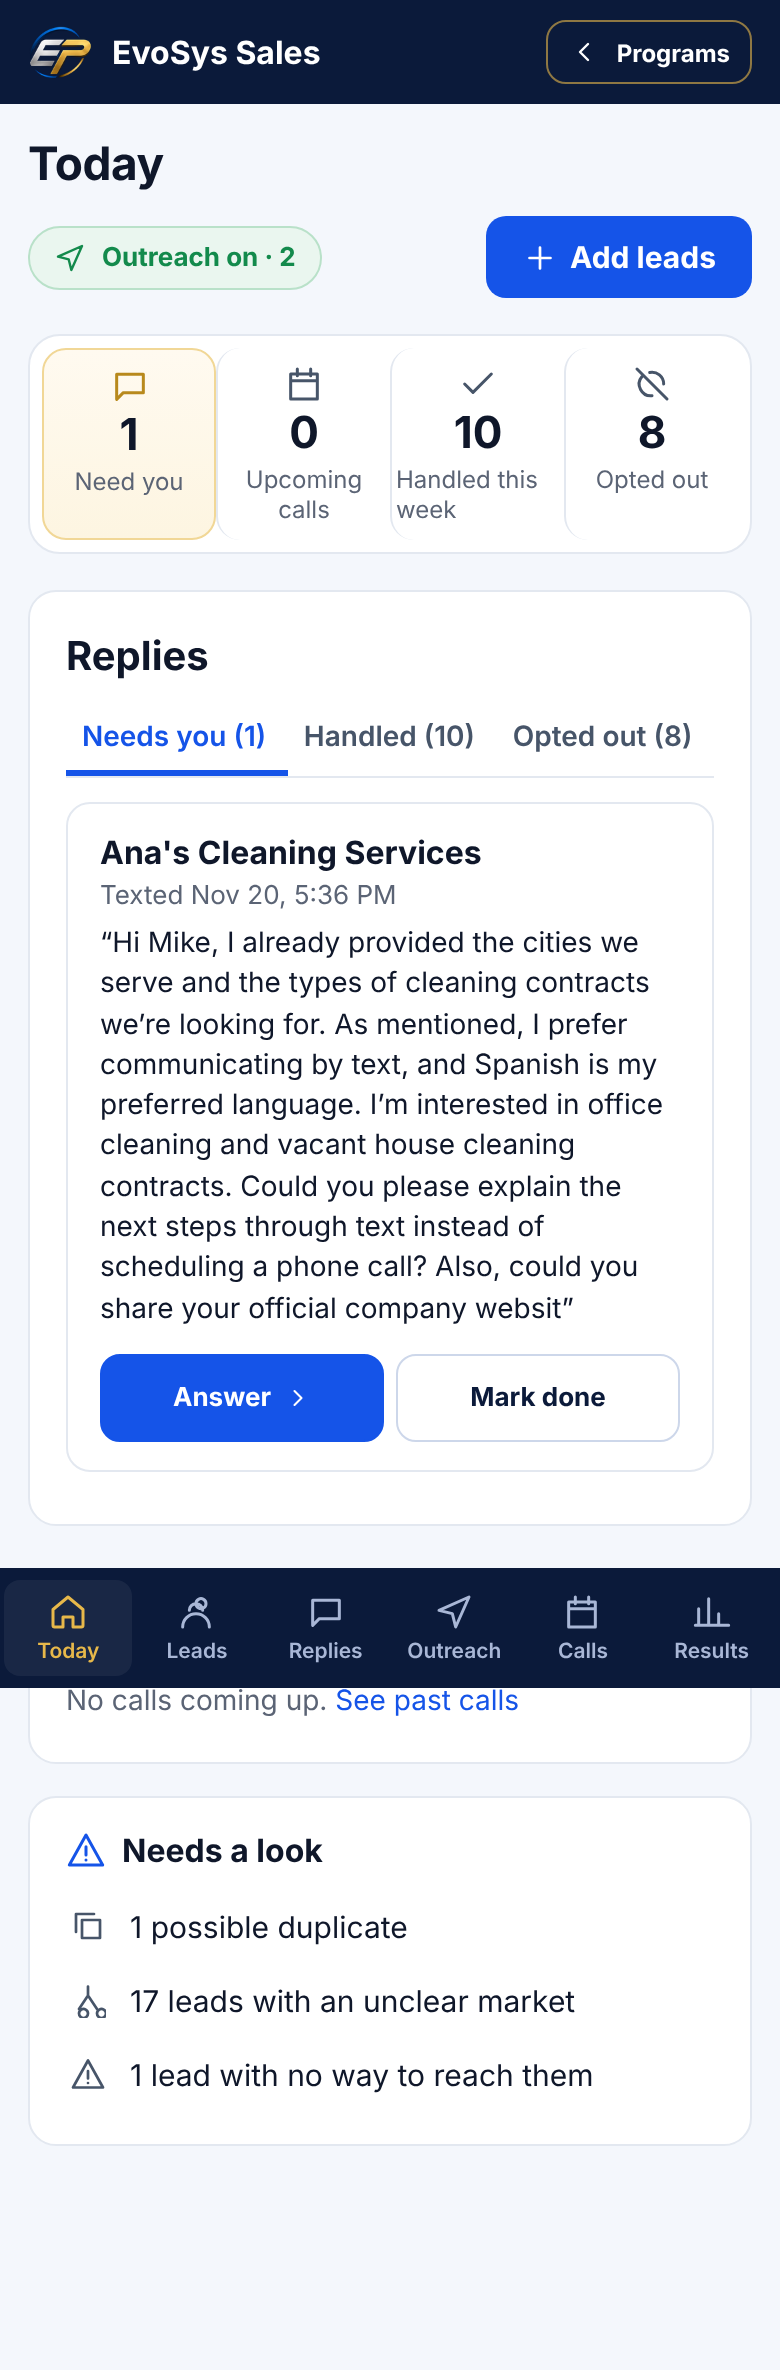 EP EvoSys Sales
Programs
Today
Outreach on · 2
Add leads
1
Need you
0
Upcoming
calls
10
Handled this
week
8
Opted out
Replies
Needs you (1)
Handled (10)
Opted out (8)
Ana's Cleaning Services
Texted Nov 20, 5:36 PM
“Hi Mike, I already provided the cities we
serve and the types of cleaning contracts
we’re looking for. As mentioned, I prefer
communicating by text, and Spanish is my
preferred language. I’m interested in office
cleaning and vacant house cleaning
contracts. Could you please explain the
next steps through text instead of
scheduling a phone call? Also, could you
share your official company websit”
Answer
Mark done
Today
Leads
Replies
Outreach
Calls
Results
No calls coming up. See past calls
Needs a look
1 possible duplicate
17 leads with an unclear market
1 lead with no way to reach them